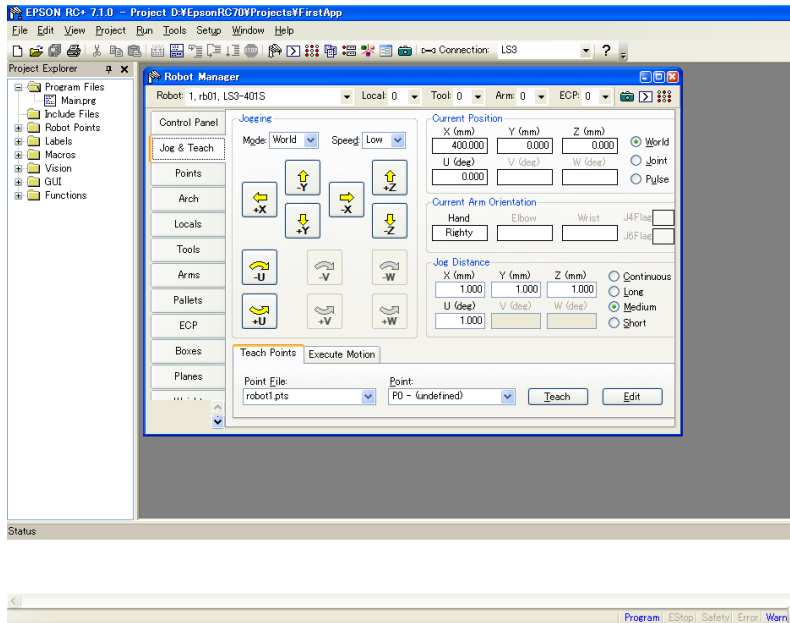 EPSON RC+ 7.1.0 - Project D:¥EpsonRC70¥Projects¥FirstApp
File Edit View Project Run Tools Setup Window Help
Connection: LS3 ?
Project Explorer
Program Files
Main.prg
Include Files
Robot Points
Labels
Macros
Vision
GUI
Functions
Robot Manager
Robot: 1, rb01, LS3-401S Local: 0 Tool: 0 Arm: 0 ECP: 0
Control Panel
Jog & Teach
Points
Arch
Locals
Tools
Arms
Pallets
ECP
Boxes
Planes
Jogging
Mode: World Speed: Low
-Y +Z
+X -X
+Y -Z
-U -V -W
+U +V +W
Current Position
X (mm) Y (mm) Z (mm)
400.000 0.000 0.000
U (deg) V (deg) W (deg)
0.000
World
Joint
Pulse
Current Arm Orientation
Hand Elbow Wrist J4Flag
Righty J6Flag
Jog Distance
X (mm) Y (mm) Z (mm)
1.000 1.000 1.000
U (deg) V (deg) W (deg)
1.000
Continuous
Long
Medium
Short
Teach Points Execute Motion
Point File: Point:
robot1.pts P0 - (undefined) Teach Edit
Status
Program EStop Safety Error Warn